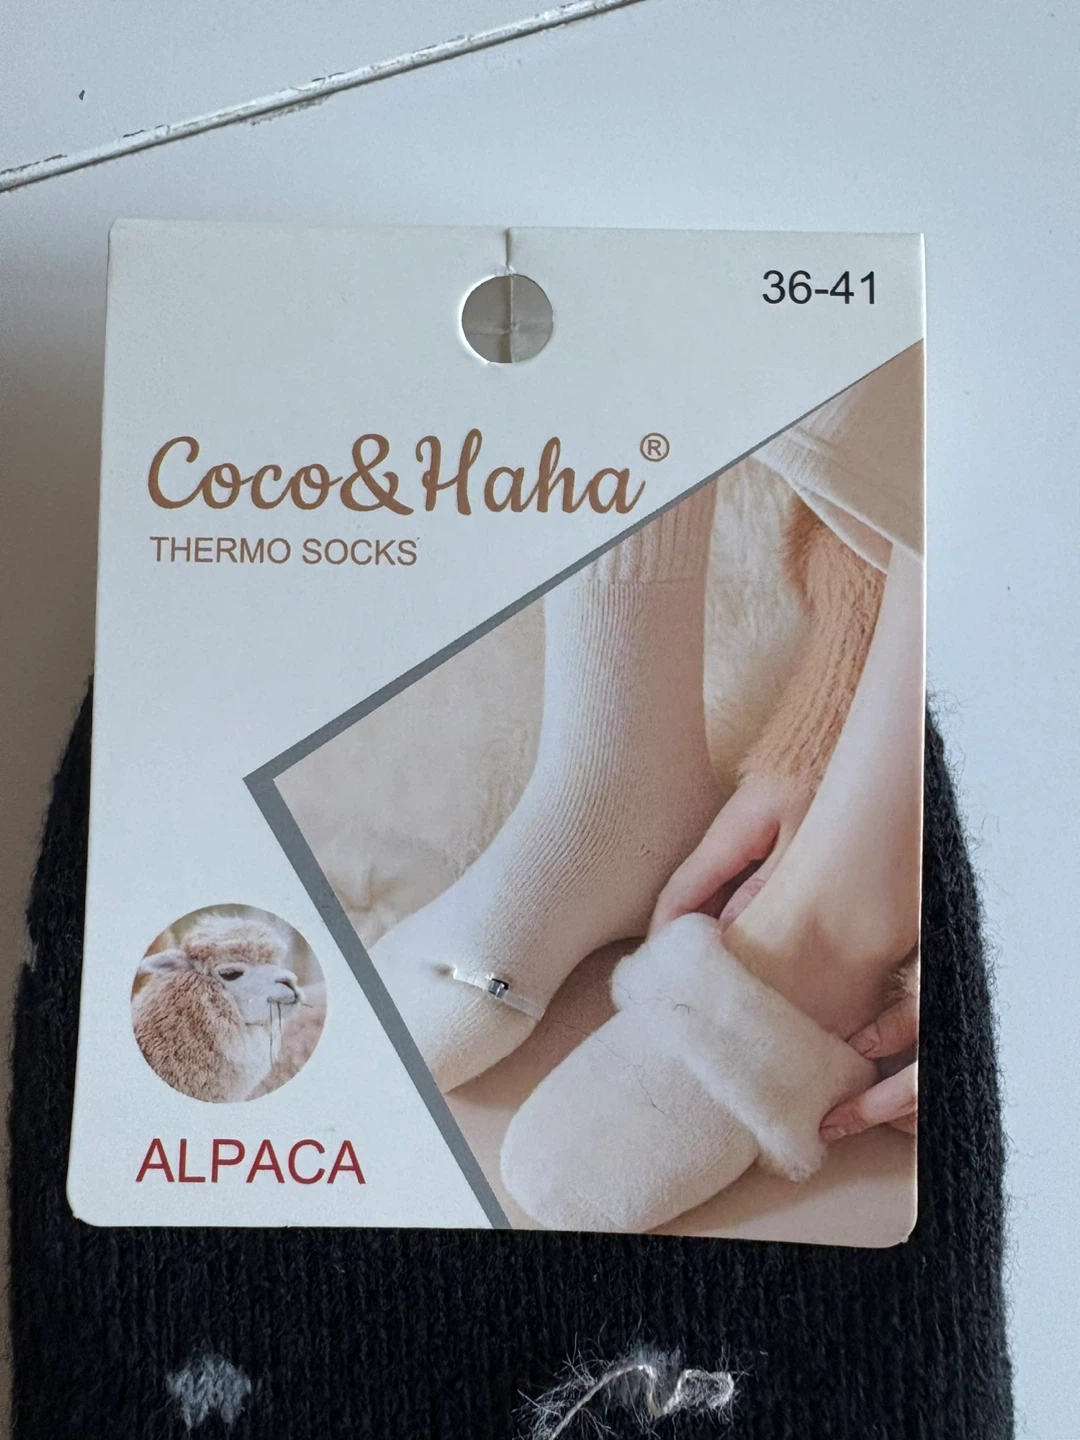 36-41
Coco&Haha®
THERMO SOCKS
ALPACA